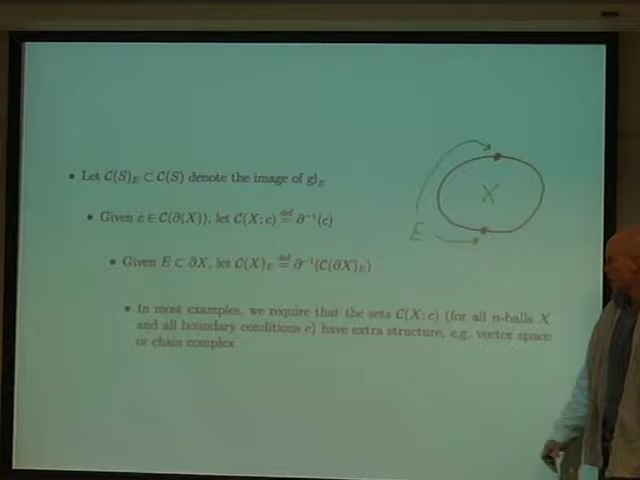 • Let C(S)_E ⊂ C(S) denote the image of gl_E
• Given c ∈ C(∂(X)), let C(X; c) ≝ ∂⁻¹(c)
• Given E ⊂ ∂X, let C(X)_E ≝ ∂⁻¹(C(∂X)_E)
• In most examples, we require that the sets C(X; c) (for all n-balls X
and all boundary conditions c) have extra structure, e.g. vector space
or chain complex
X
E